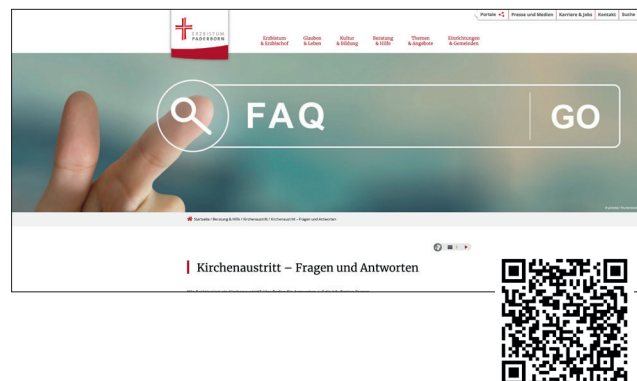 Portale Presse und Medien Karriere & Jobs Kontakt Suche
ERZBISTUM
PADERBORN
Erzbistum
& Erzbischof
Glauben
& Leben
Kultur
& Bildung
Beratung
& Hilfe
Themen
& Angebote
Einrichtungen
& Gemeinden
FAQ GO
Startseite / Beratung & Hilfe / Kirchenaustritt / Kirchenaustritt – Fragen und Antworten
Kirchenaustritt – Fragen und Antworten